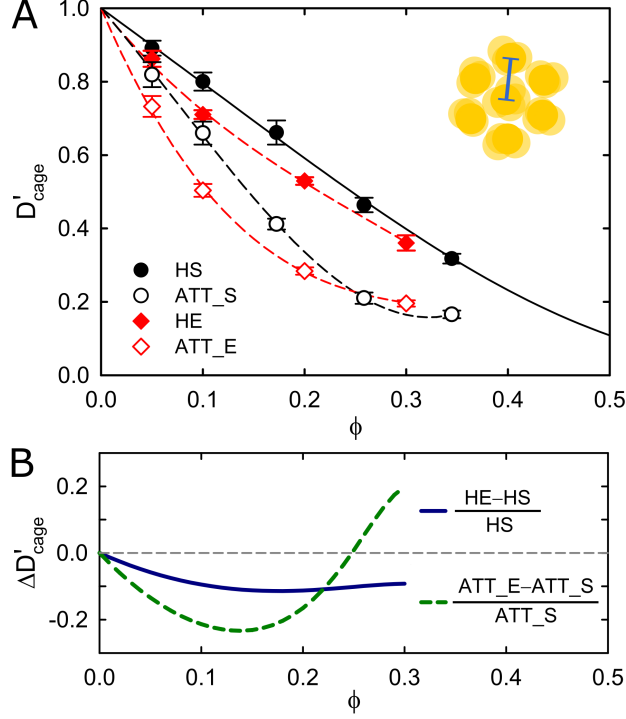 A
1.0
0.8
0.6
0.4
0.2
0.0
D'cage
HS
ATT_S
HE
ATT_E
0.0 0.1 0.2 0.3 0.4 0.5
ϕ
B
0.2
0.0
-0.2
ΔD'cage
HE–HS
HS
ATT_E–ATT_S
ATT_S
0.0 0.1 0.2 0.3 0.4 0.5
ϕ